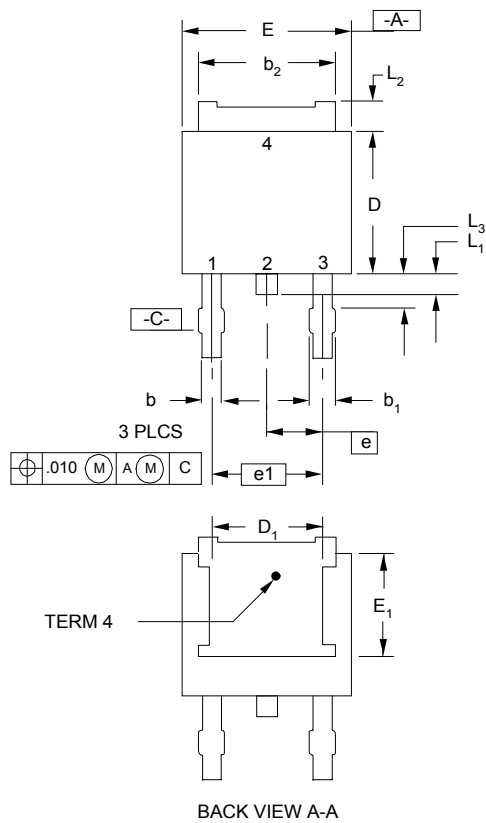 -A-
E
b2
L2
4
D
L3
L1
1 2 3
-C-
b
b1
3 PLCS
e
.010 M A M C
e1
D1
E1
TERM 4
BACK VIEW A-A